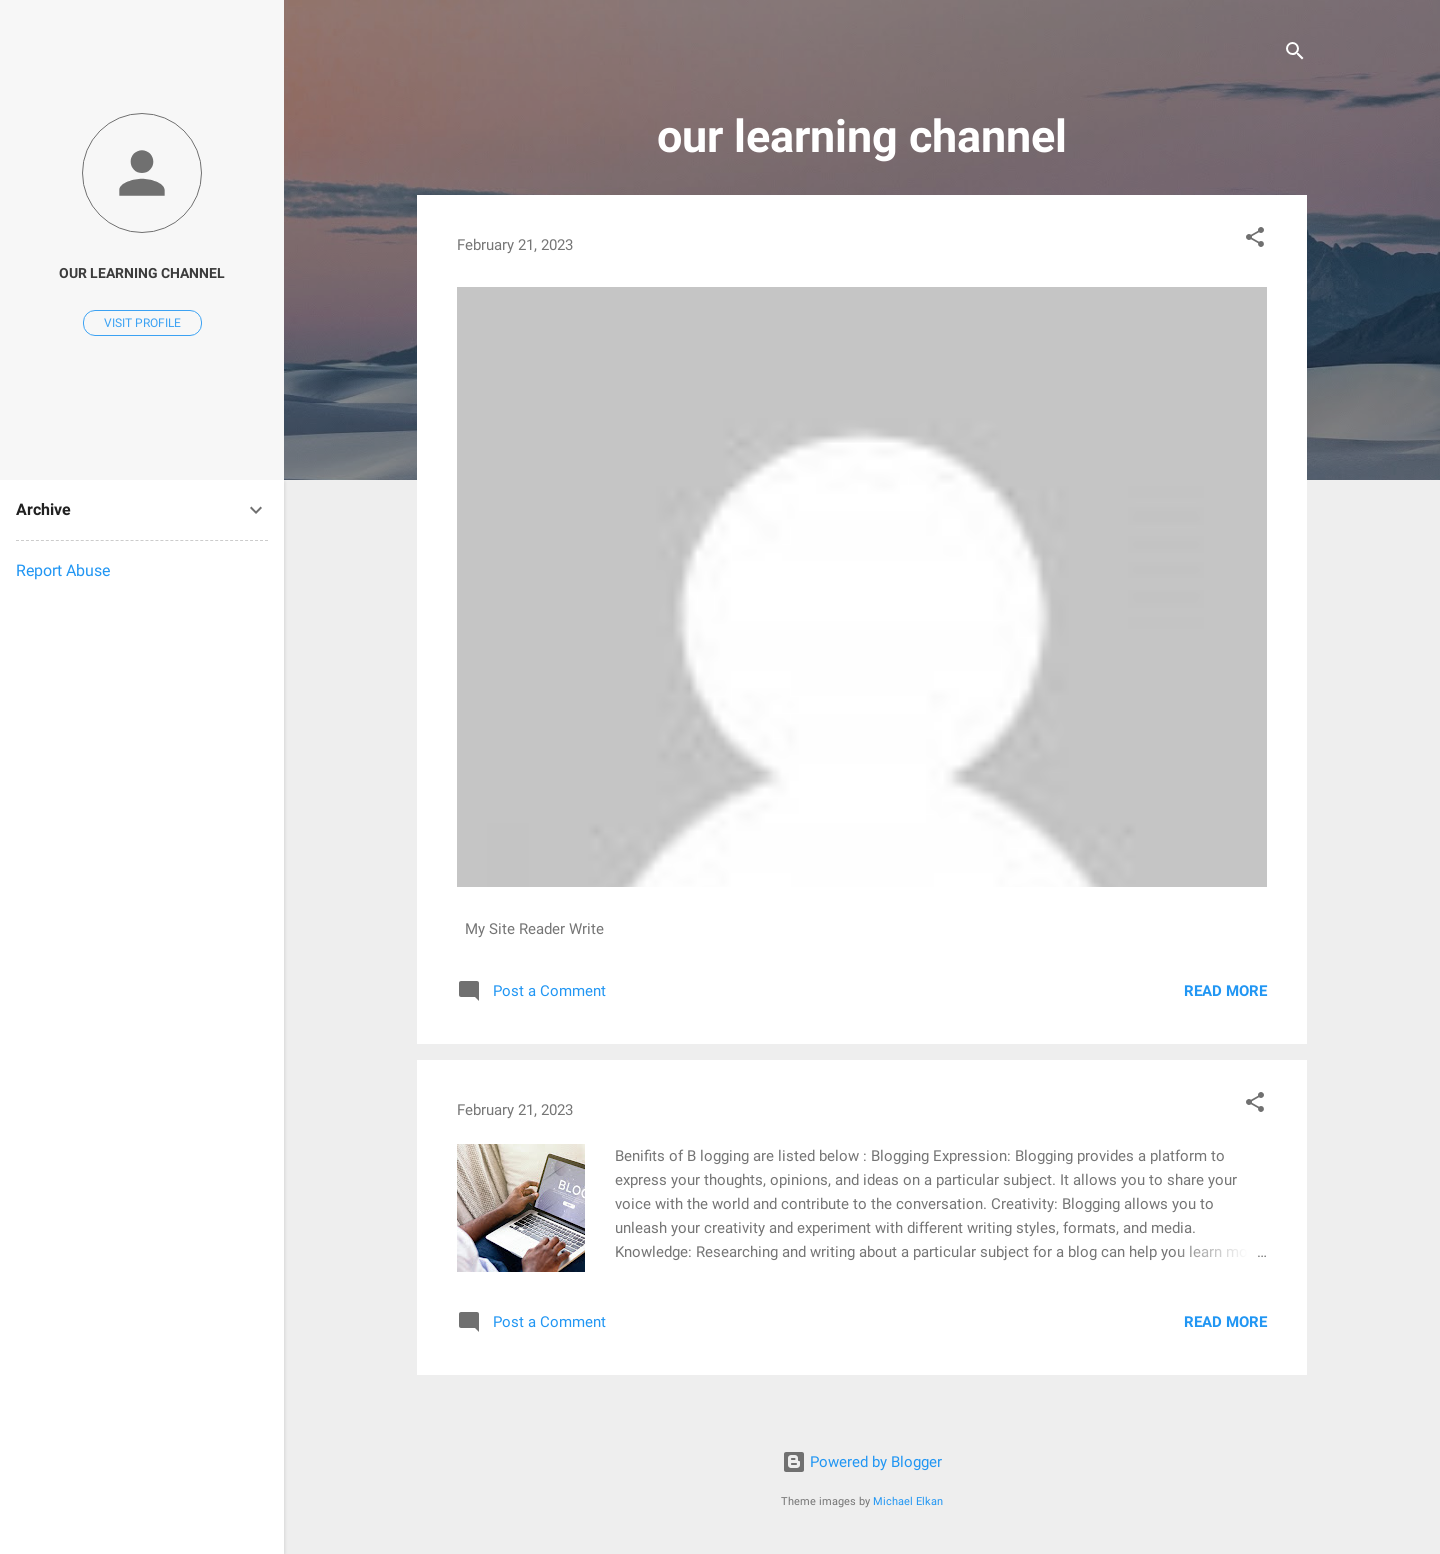 our learning channel
OUR LEARNING CHANNEL
VISIT PROFILE
Archive
Report Abuse
February 21, 2023
My Site Reader Write
Post a Comment
READ MORE
February 21, 2023
BLOG
Benifits of B logging are listed below : Blogging Expression: Blogging provides a platform to
express your thoughts, opinions, and ideas on a particular subject. It allows you to share your
voice with the world and contribute to the conversation. Creativity: Blogging allows you to
unleash your creativity and experiment with different writing styles, formats, and media.
Knowledge: Researching and writing about a particular subject for a blog can help you learn mo…
Post a Comment
READ MORE
Powered by Blogger
Theme images by Michael Elkan